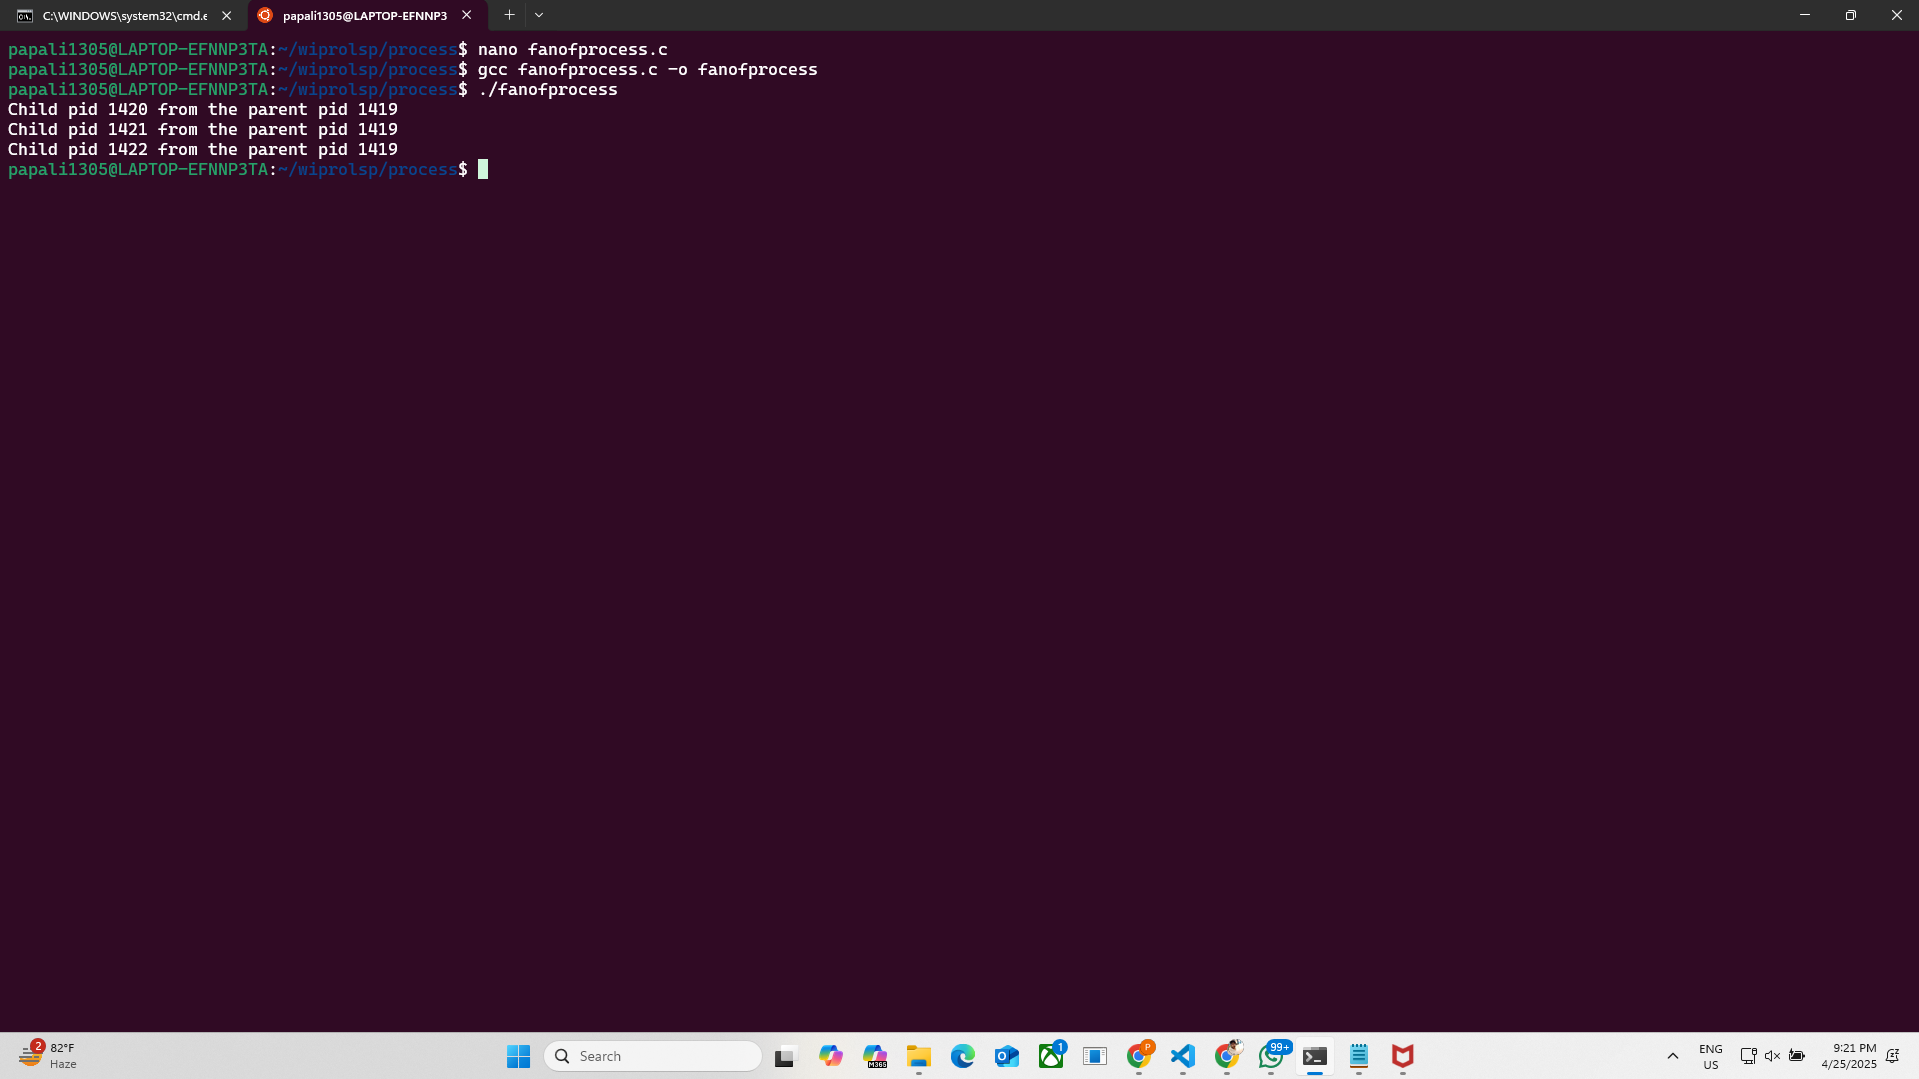 C:\WINDOWS\system32\cmd.e
papali1305@LAPTOP-EFNNP3
papali1305@LAPTOP-EFNNP3TA:~/wiprolsp/process$ nano fanofprocess.c
papali1305@LAPTOP-EFNNP3TA:~/wiprolsp/process$ gcc fanofprocess.c -o fanofprocess
papali1305@LAPTOP-EFNNP3TA:~/wiprolsp/process$ ./fanofprocess
Child pid 1420 from the parent pid 1419
Child pid 1421 from the parent pid 1419
Child pid 1422 from the parent pid 1419
papali1305@LAPTOP-EFNNP3TA:~/wiprolsp/process$
2
82°F
Haze
Search
M365
1
P
99+
ENG
US
9:21 PM
4/25/2025